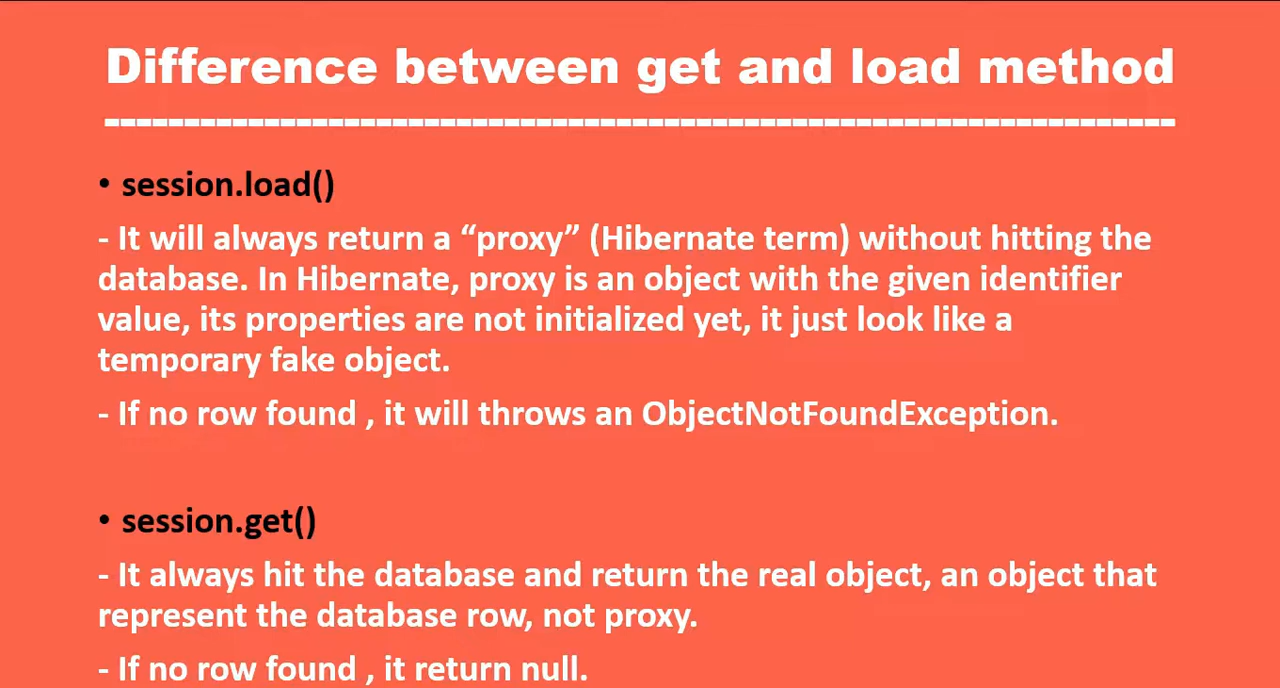 Difference between get and load method
• session.load()
- It will always return a “proxy” (Hibernate term) without hitting the
database. In Hibernate, proxy is an object with the given identifier
value, its properties are not initialized yet, it just look like a
temporary fake object.
- If no row found , it will throws an ObjectNotFoundException.
• session.get()
- It always hit the database and return the real object, an object that
represent the database row, not proxy.
- If no row found , it return null.